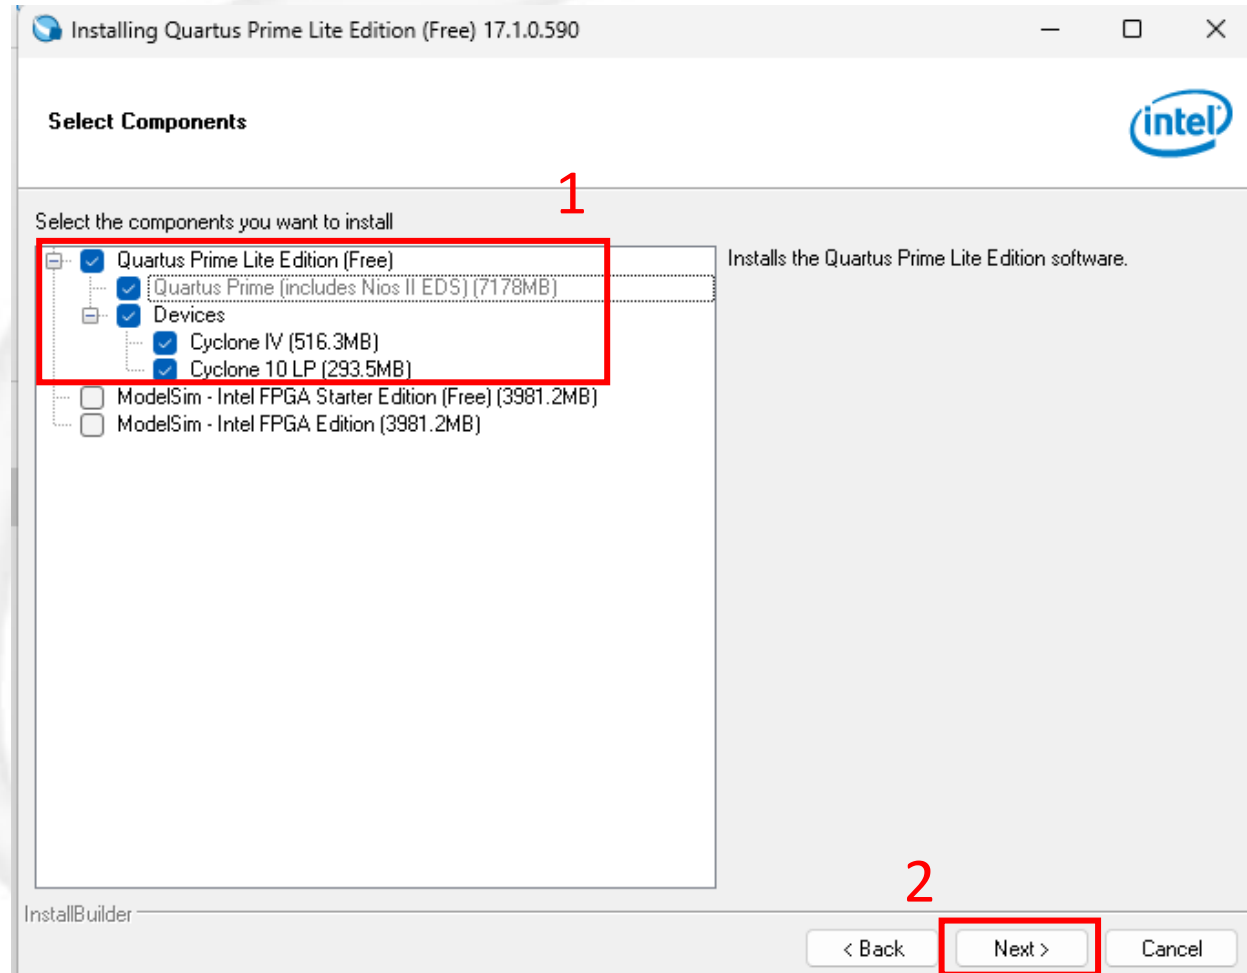 Installing Quartus Prime Lite Edition (Free) 17.1.0.590
Select Components
intel
1
Select the components you want to install
Quartus Prime Lite Edition (Free)
Quartus Prime (includes Nios II EDS) (7178MB)
Devices
Cyclone IV (516.3MB)
Cyclone 10 LP (293.5MB)
ModelSim - Intel FPGA Starter Edition (Free) (3981.2MB)
ModelSim - Intel FPGA Edition (3981.2MB)
Installs the Quartus Prime Lite Edition software.
2
InstallBuilder
< Back Next > Cancel